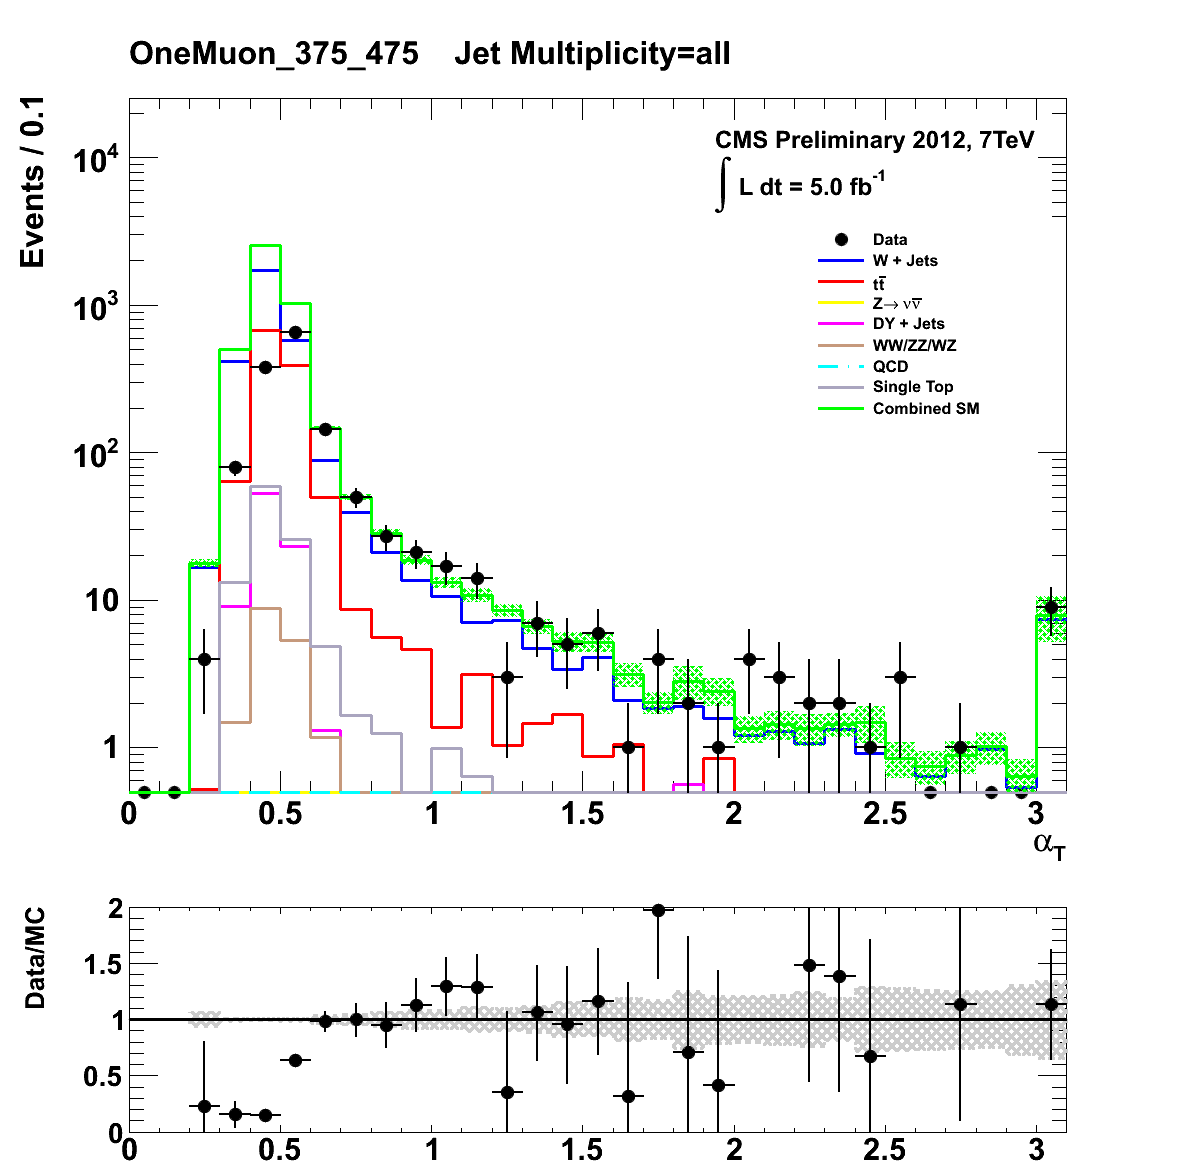 OneMuon_375_475 Jet Multiplicity=all
Events / 0.1
CMS Preliminary 2012, 7TeV
∫ L dt = 5.0 fb⁻¹
Data
W + Jets
tt̅
Z→ νν̅
DY + Jets
WW/ZZ/WZ
QCD
Single Top
Combined SM
10⁴
10³
10²
10
1
0 0.5 1 1.5 2 2.5 3
α_T
Data/MC
2
1.5
1
0.5
0
0 0.5 1 1.5 2 2.5 3